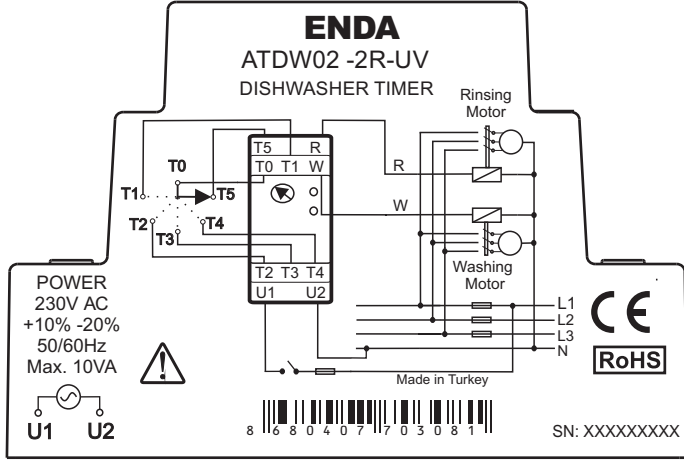 ENDA
ATDW02 -2R-UV
DISHWASHER TIMER
Rinsing
Motor
T5 R
T0 T1 W
T0
T1 T5
T2 T4
T3
R
W
T2 T3 T4
U1 U2
Washing
Motor
POWER
230V AC
+10% -20%
50/60Hz
Max. 10VA
U1 U2
L1
L2
L3
N
CE
RoHS
Made in Turkey
8 680407 703081
SN: XXXXXXXXX